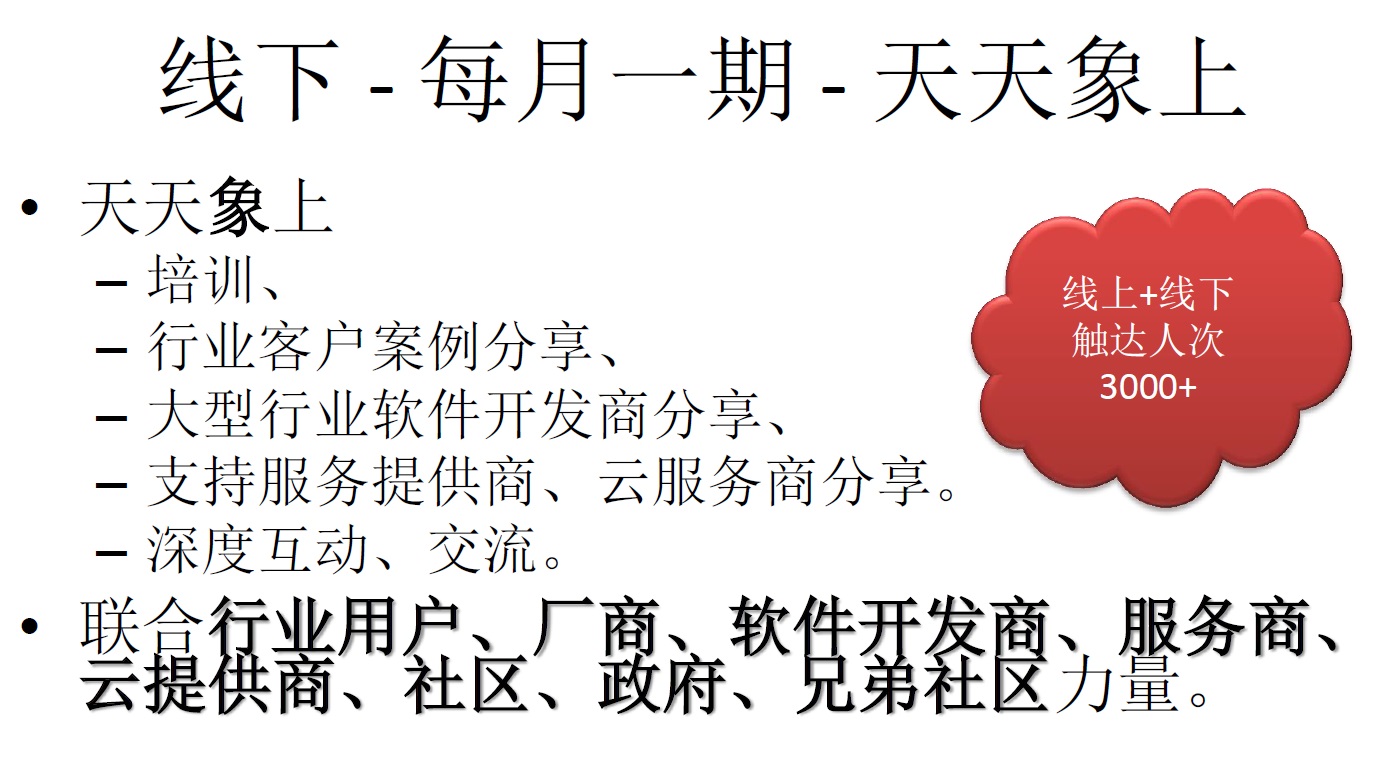 线下 - 每月一期 - 天天象上
• 天天象上
– 培训、
– 行业客户案例分享、
– 大型行业软件开发商分享、
– 支持服务提供商、云服务商分享。
– 深度互动、交流。
• 联合行业用户、厂商、软件开发商、服务商、
云提供商、社区、政府、兄弟社区力量。
线上+线下
触达人次
3000+